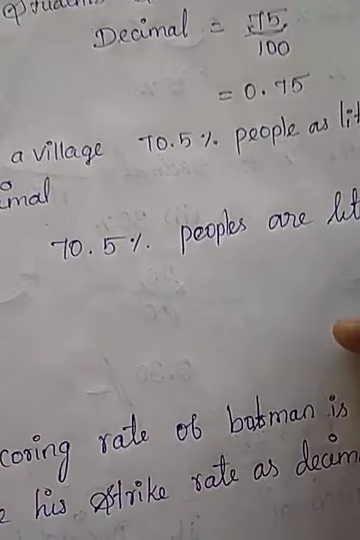 Decimal = 75
100
= 0.75
a village 70.5% people as lit
mal
70.5%. peoples are lit
coring rate of batman is
his strike rate as decim